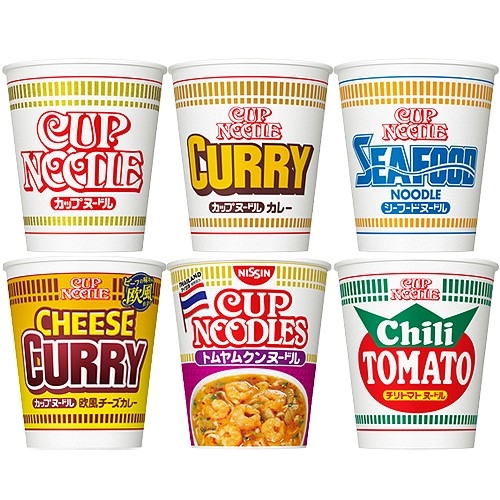 CUP
NOODLE
カップヌードル
CUP
NOODLE
CURRY
カップヌードル カレー
CUP
NOODLE
SEAFOOD
NOODLE
シーフードヌードル
CUP
NOODLE
欧風
CHEESE
CURRY
カップヌードル 欧風チーズカレー
THAILAND
NISSIN
CUP
NOODLES
トムヤムクンヌードル
CUP
NOODLE
Chili
TOMATO
チリトマトヌードル